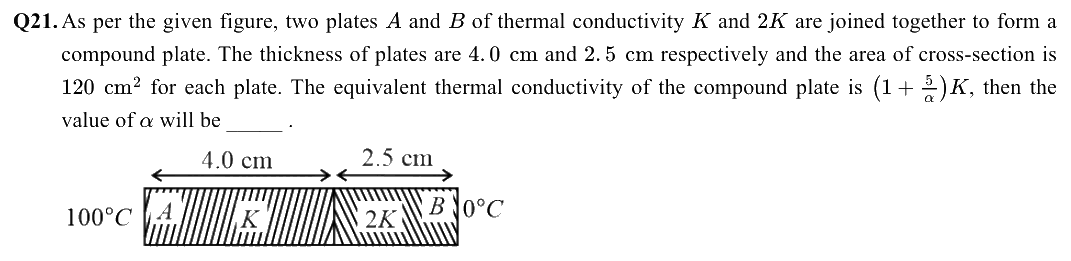 Q21. As per the given figure, two plates A and B of thermal conductivity K and 2K are joined together to form a
compound plate. The thickness of plates are 4.0 cm and 2.5 cm respectively and the area of cross-section is
120 cm² for each plate. The equivalent thermal conductivity of the compound plate is (1 + 5/α)K, then the
value of α will be _____ .
4.0 cm 2.5 cm
100°C A K 2K B 0°C